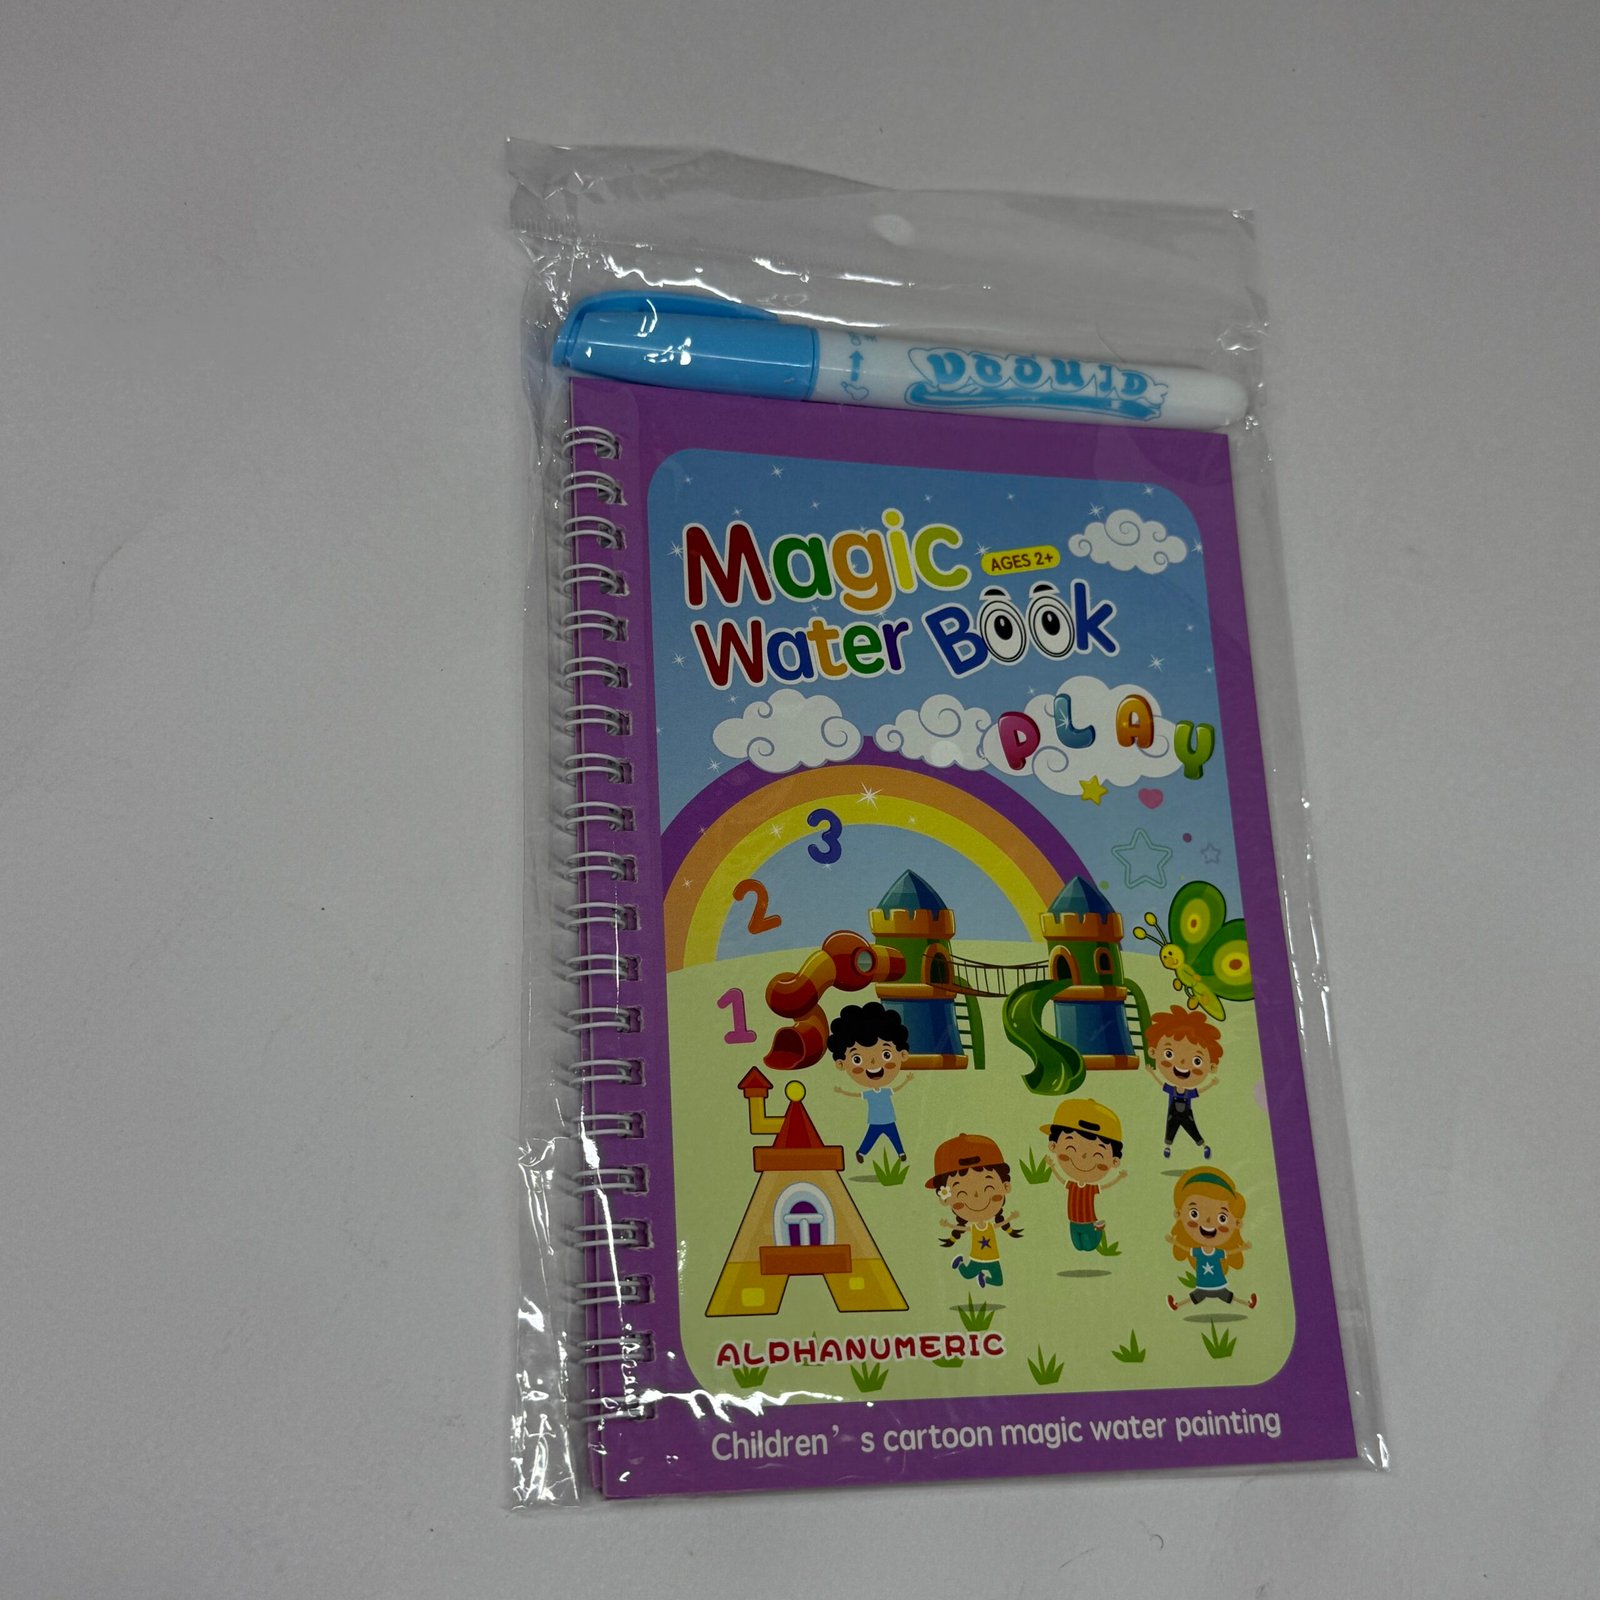 Magic
AGES 2+
Water Book
PLAY
3
2
1
ALPHANUMERIC
Children's cartoon magic water painting